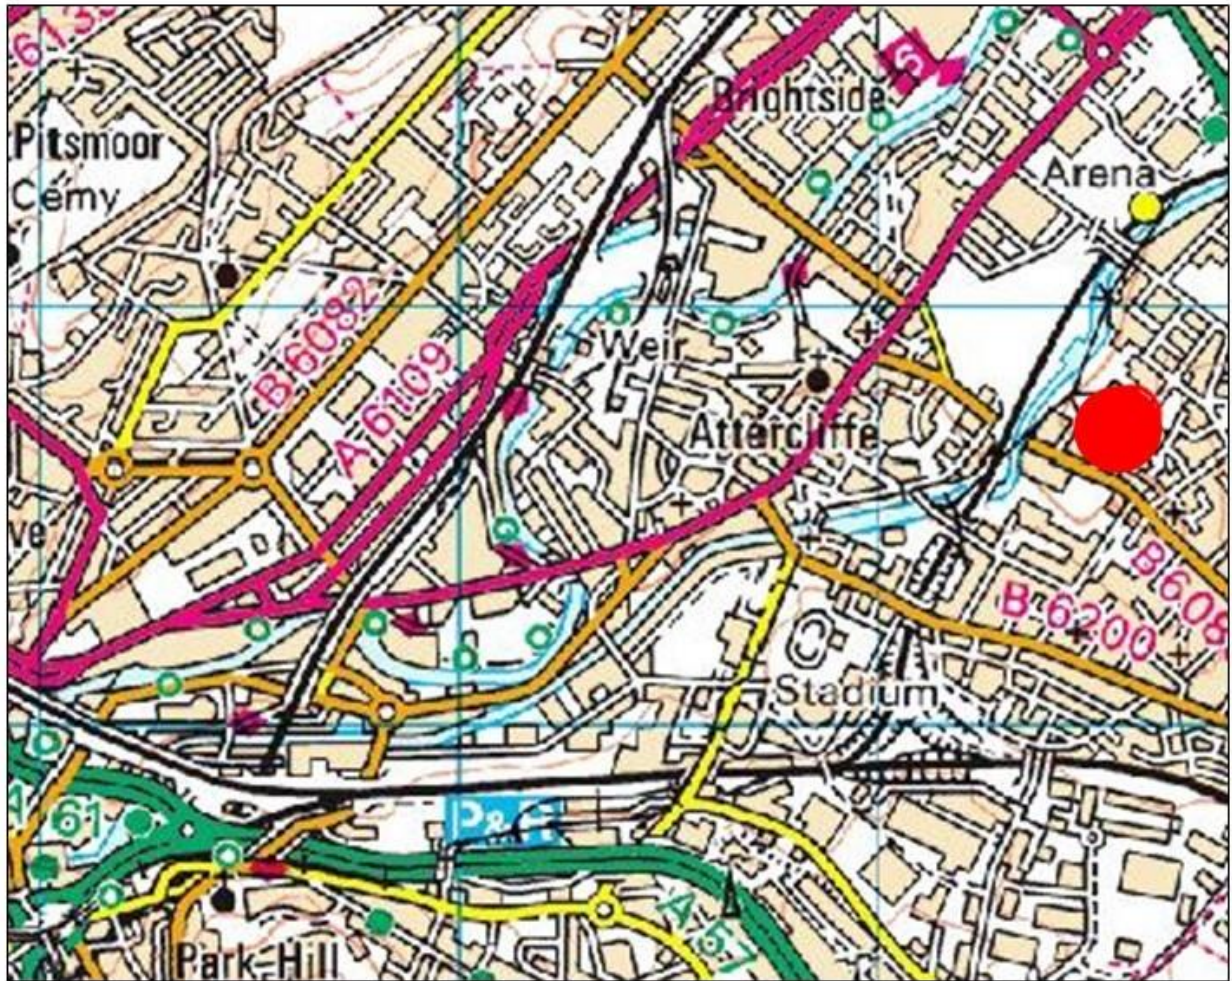 Brightside
Pitsmoor
Cemy
Arena
B 6082
A 6109
Weir
Attercliffe
ve
B 6200
B 608
Stadium
61
A 57
Park Hill